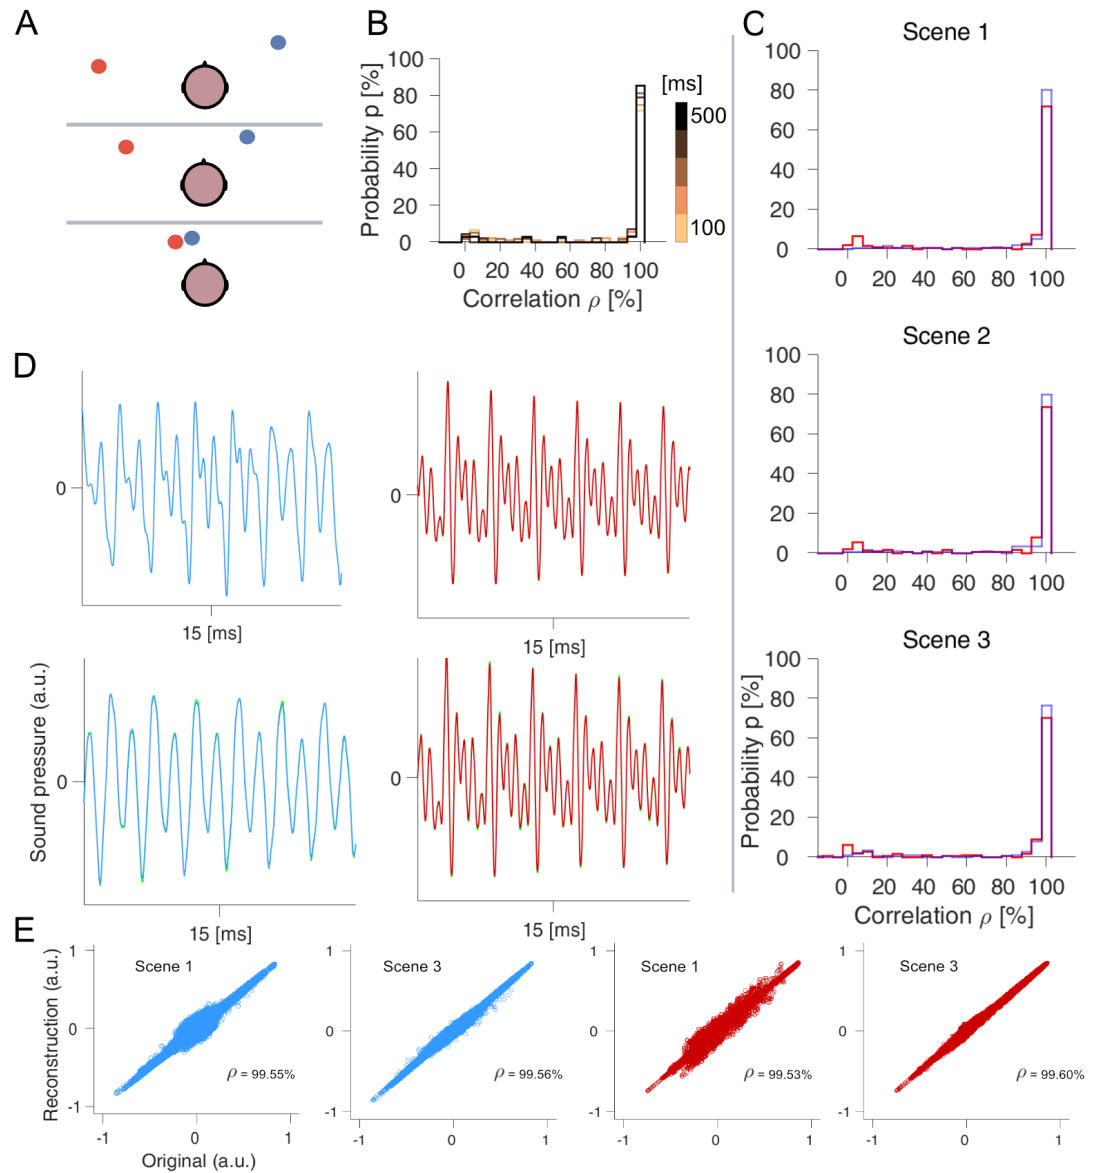 A
B
C
100
80
60
40
20
0
Probability p [%]
0 20 40 60 80 100
Correlation ρ [%]
[ms]
500
100
Scene 1
100
80
60
40
20
0
0 20 40 60 80 100
Scene 2
100
80
60
40
20
0
0 20 40 60 80 100
Scene 3
100
80
60
40
20
0
Probability p [%]
0 20 40 60 80 100
Correlation ρ [%]
D
0
15 [ms]
0
15 [ms]
Sound pressure (a.u.)
0
15 [ms]
0
15 [ms]
E
Reconstruction (a.u.)
1
0
-1
Scene 1
ρ = 99.55%
-1 0 1
Original (a.u.)
1
0
-1
Scene 3
ρ = 99.56%
-1 0 1
1
0
-1
Scene 1
ρ = 99.53%
-1 0 1
1
0
-1
Scene 3
ρ = 99.60%
-1 0 1